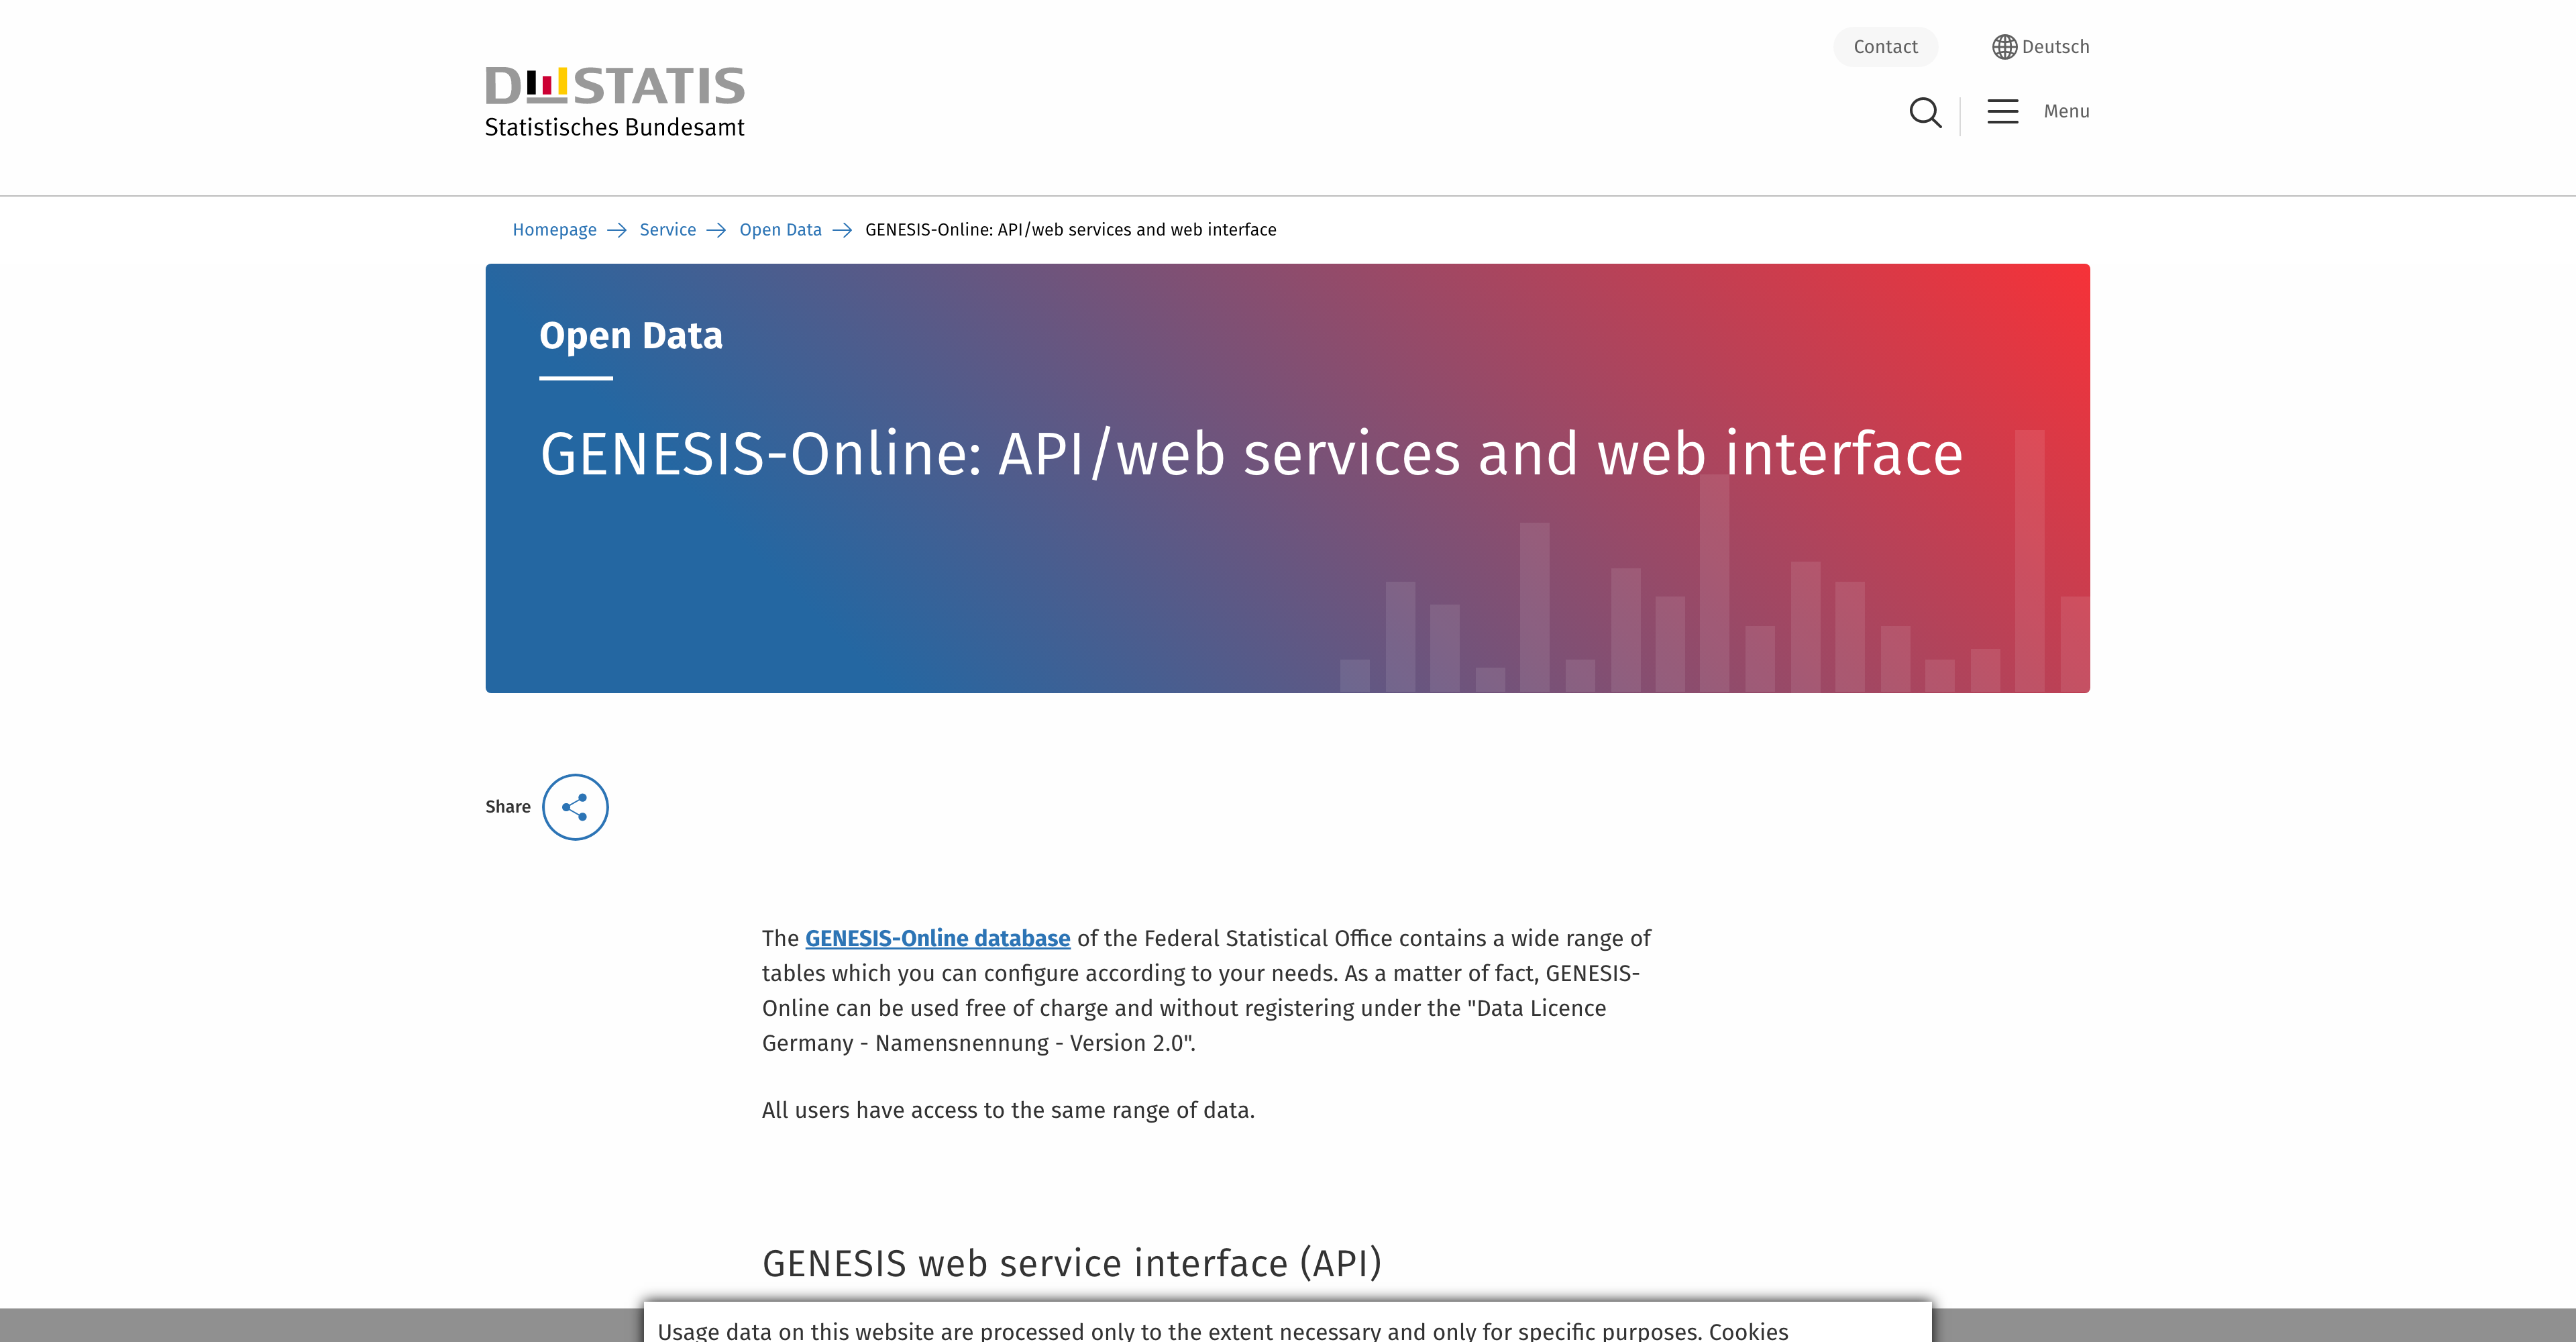 Contact
Deutsch
DESTATIS
Statistisches Bundesamt
Menu
Homepage
Service
Open Data
GENESIS-Online: API/web services and web interface
Open Data
GENESIS-Online: API/web services and web interface
Share
The GENESIS-Online database of the Federal Statistical Office contains a wide range of
tables which you can configure according to your needs. As a matter of fact, GENESIS-
Online can be used free of charge and without registering under the "Data Licence
Germany - Namensnennung - Version 2.0".
All users have access to the same range of data.
GENESIS web service interface (API)
Usage data on this website are processed only to the extent necessary and only for specific purposes. Cookies